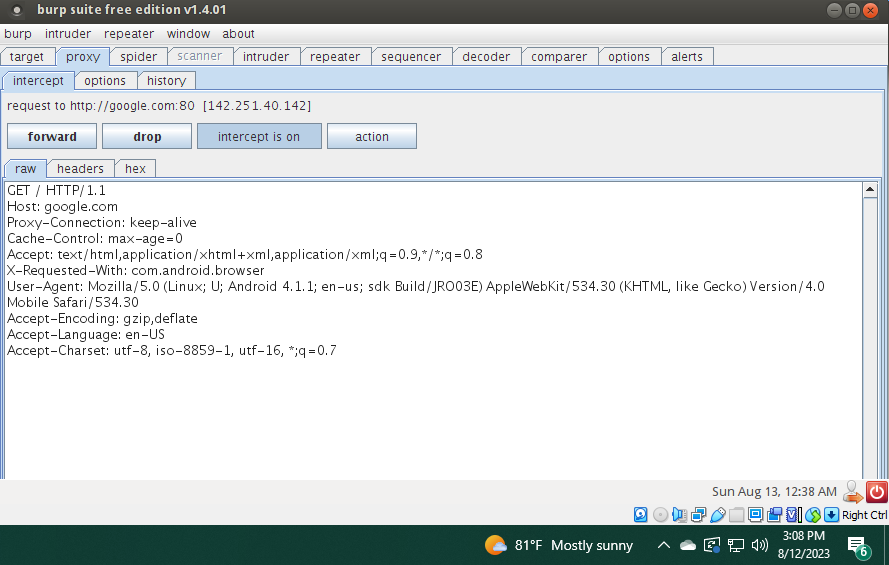 burp suite free edition v1.4.01
burp intruder repeater window about
target proxy spider scanner intruder repeater sequencer decoder comparer options alerts
intercept options history
request to http://google.com:80 [142.251.40.142]
forward drop intercept is on action
raw headers hex
GET / HTTP/1.1
Host: google.com
Proxy-Connection: keep-alive
Cache-Control: max-age=0
Accept: text/html,application/xhtml+xml,application/xml;q=0.9,*/*;q=0.8
X-Requested-With: com.android.browser
User-Agent: Mozilla/5.0 (Linux; U; Android 4.1.1; en-us; sdk Build/JRO03E) AppleWebKit/534.30 (KHTML, like Gecko) Version/4.0
Mobile Safari/534.30
Accept-Encoding: gzip,deflate
Accept-Language: en-US
Accept-Charset: utf-8, iso-8859-1, utf-16, *;q=0.7
Sun Aug 13, 12:38 AM
Right Ctrl
81°F Mostly sunny
3:08 PM
8/12/2023
6